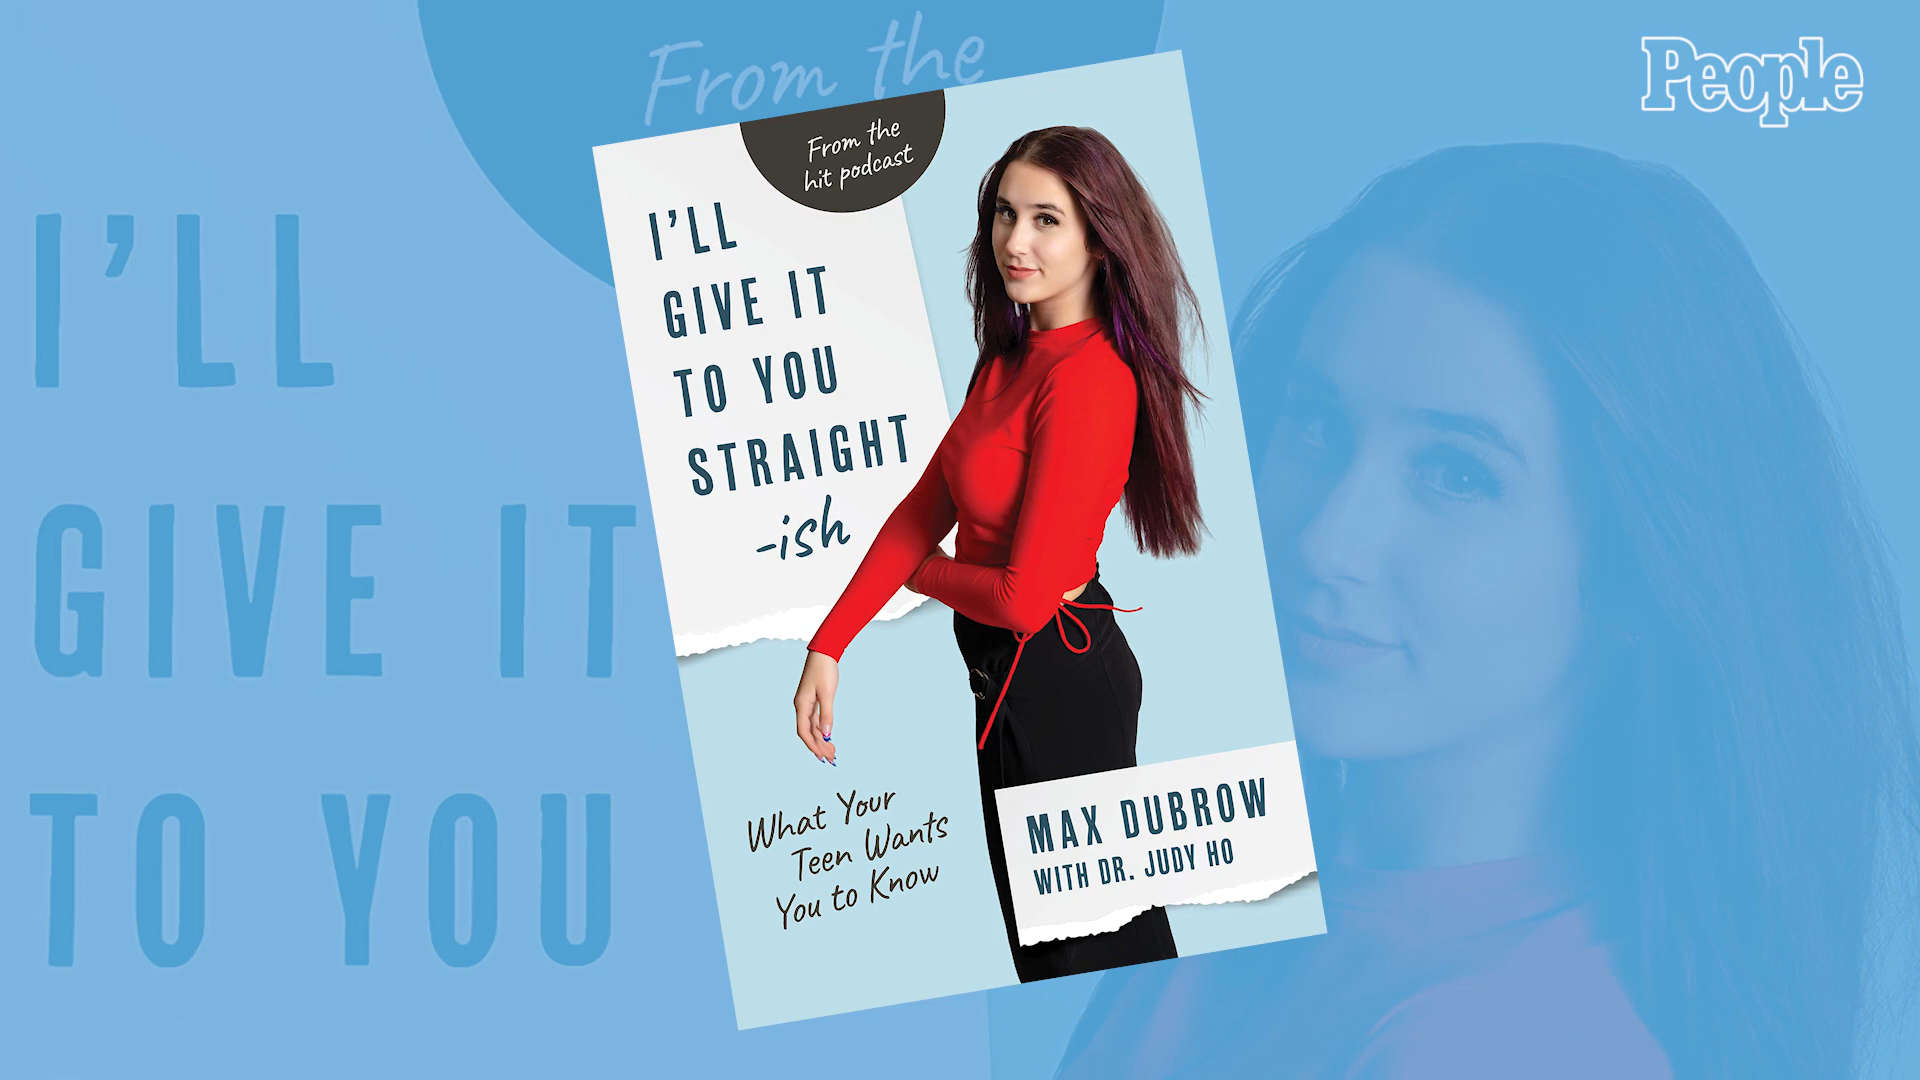 From the
People
From the
hit podcast
I'LL
GIVE IT
TO YOU
STRAIGHT
-ish
What Your
Teen Wants
You to Know
MAX DUBROW
WITH DR. JUDY HO
I'LL
GIVE IT
TO YOU